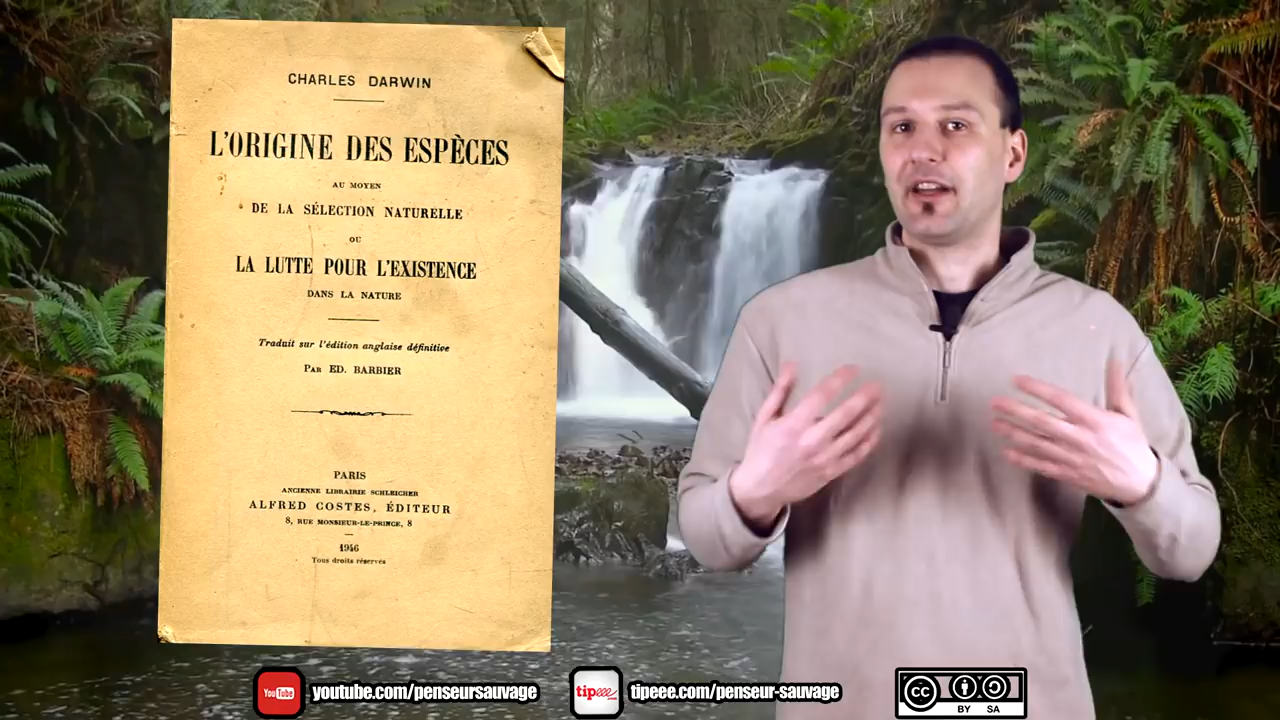 CHARLES DARWIN
L'ORIGINE DES ESPÈCES
AU MOYEN
DE LA SÉLECTION NATURELLE
OU
LA LUTTE POUR L'EXISTENCE
DANS LA NATURE
Traduit sur l'édition anglaise définitive
PAR ED. BARBIER
PARIS
ANCIENNE LIBRAIRIE SCHLEICHER
ALFRED COSTES, ÉDITEUR
8, RUE MONSIEUR-LE-PRINCE, 8
1946
Tous droits réservés
YouTube youtube.com/penseursauvage
tipeee.com tipeee.com/penseur-sauvage
cc BY SA